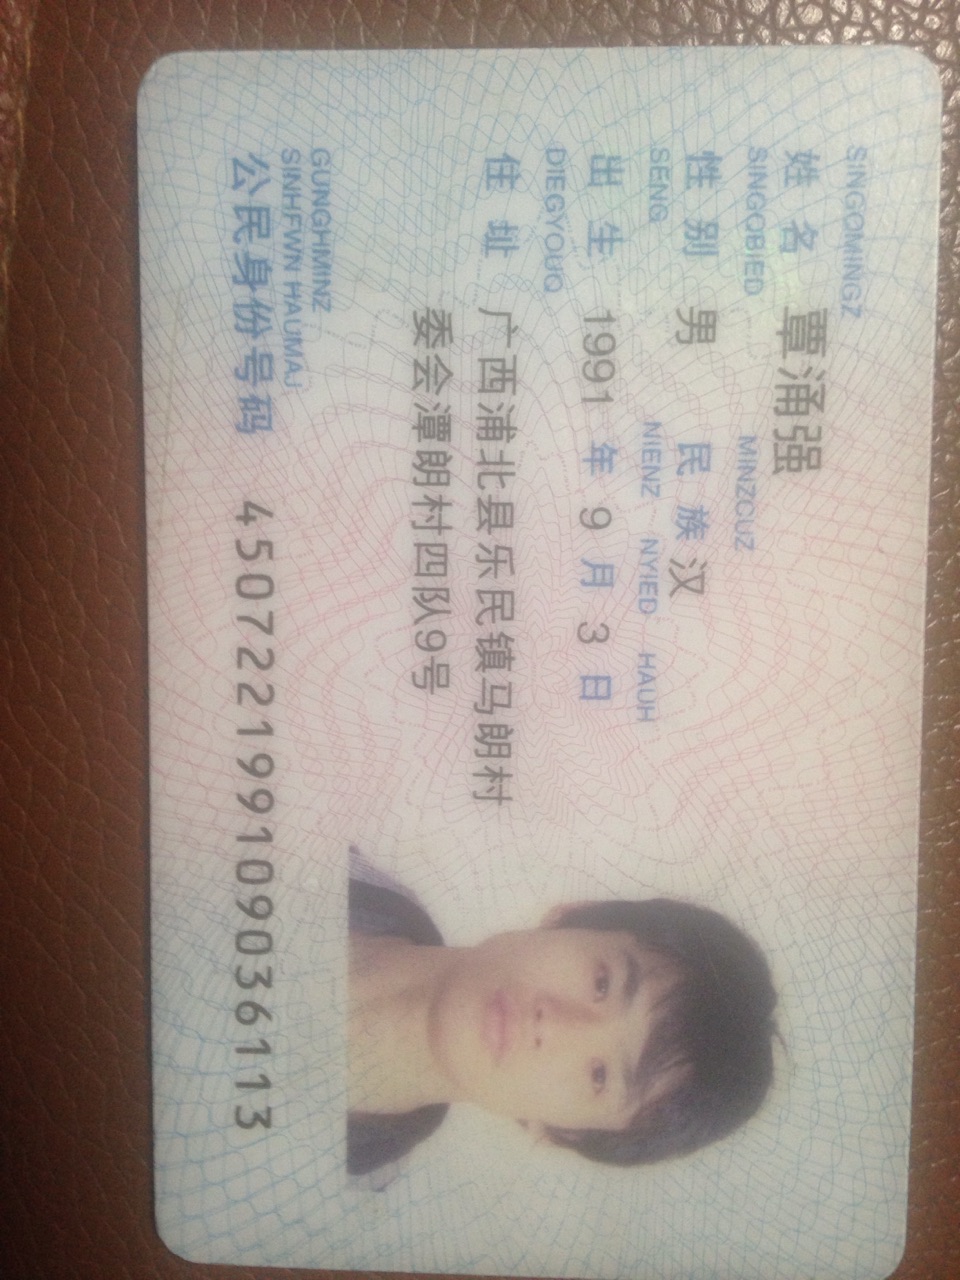 SINGQMINGZ
姓 名 覃涌强
SINGQBIED MINZCUZ
性 别 男 民 族 汉
SENG NIENZ NYIED HAUH
出 生 1991 年 9 月 3 日
DIEGYOUQ
住 址 广西浦北县乐民镇马朗村
委会潭朗村四队9号
GUNGHMINZ
SINHFWN HAUMAJ
公民身份号码 450722199109036113